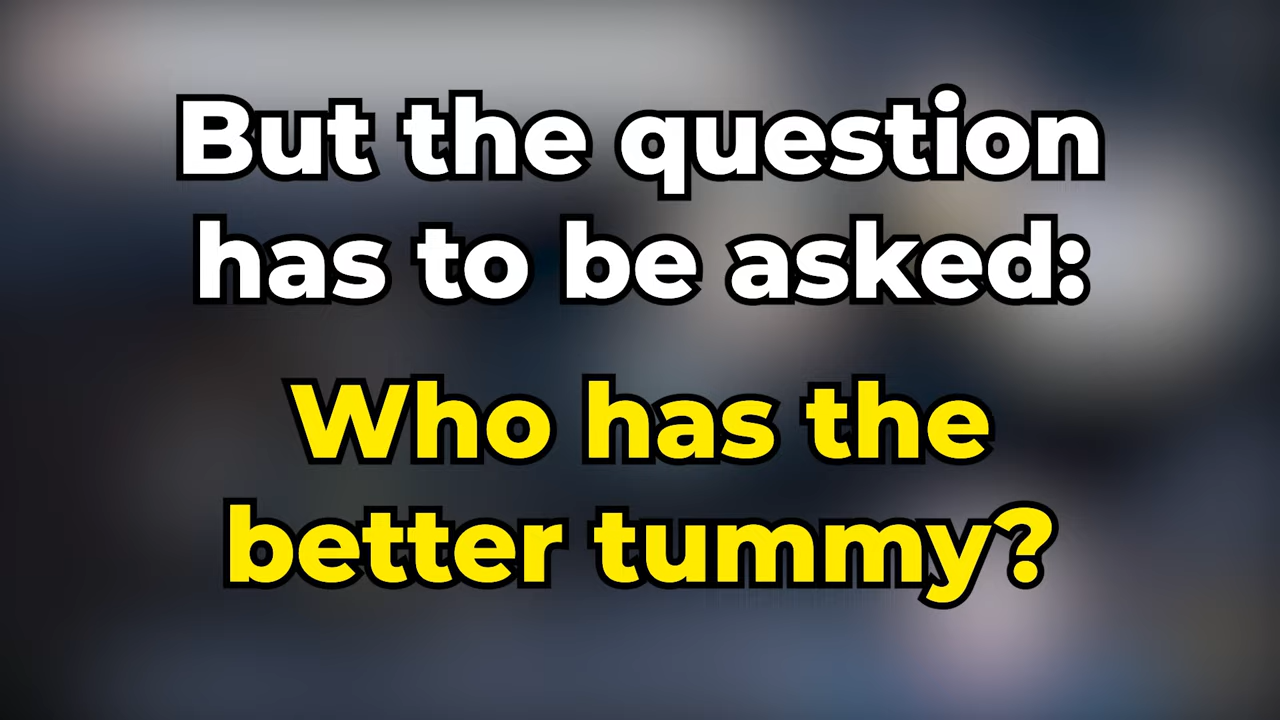 But the question
has to be asked:
Who has the
better tummy?